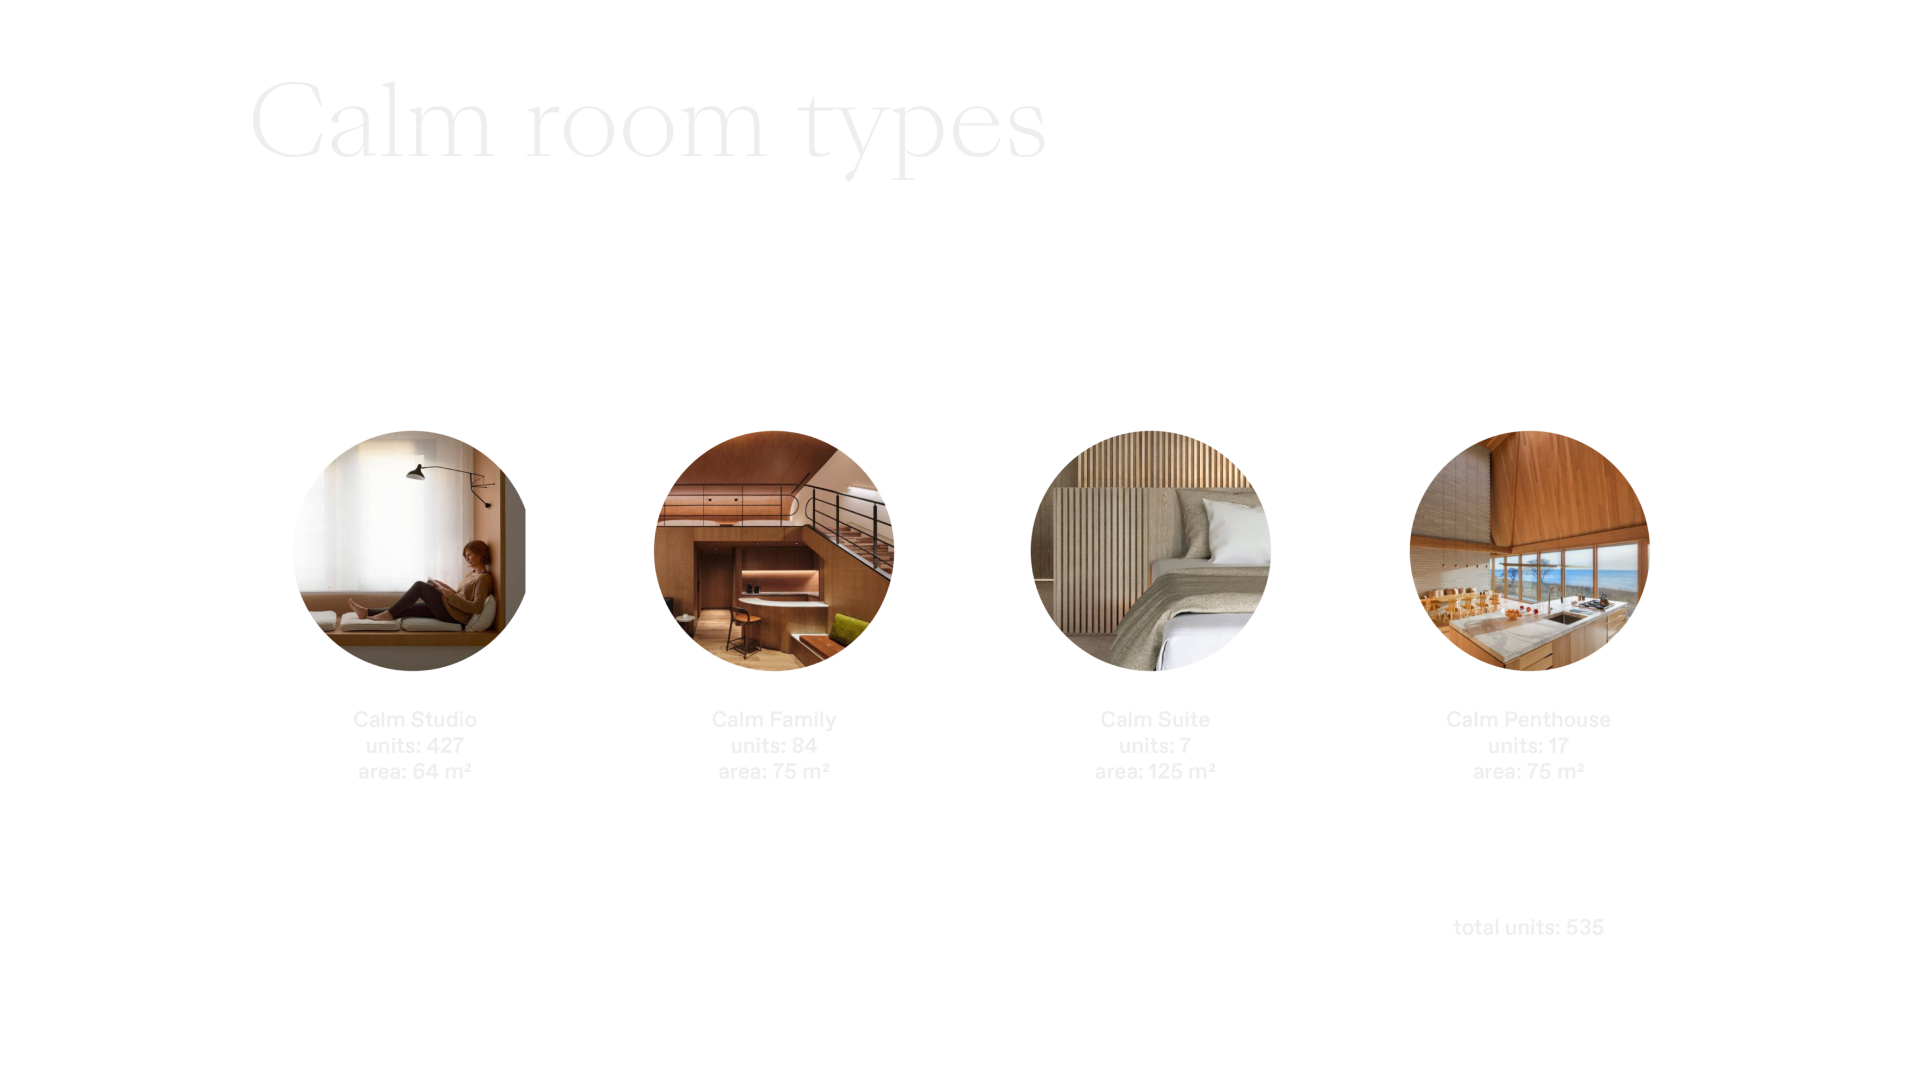 Calm room types
Calm Studio
units: 427
area: 64 m²
Calm Family
units: 84
area: 75 m²
Calm Suite
units: 7
area: 125 m²
Calm Penthouse
units: 17
area: 75 m²
total units: 535